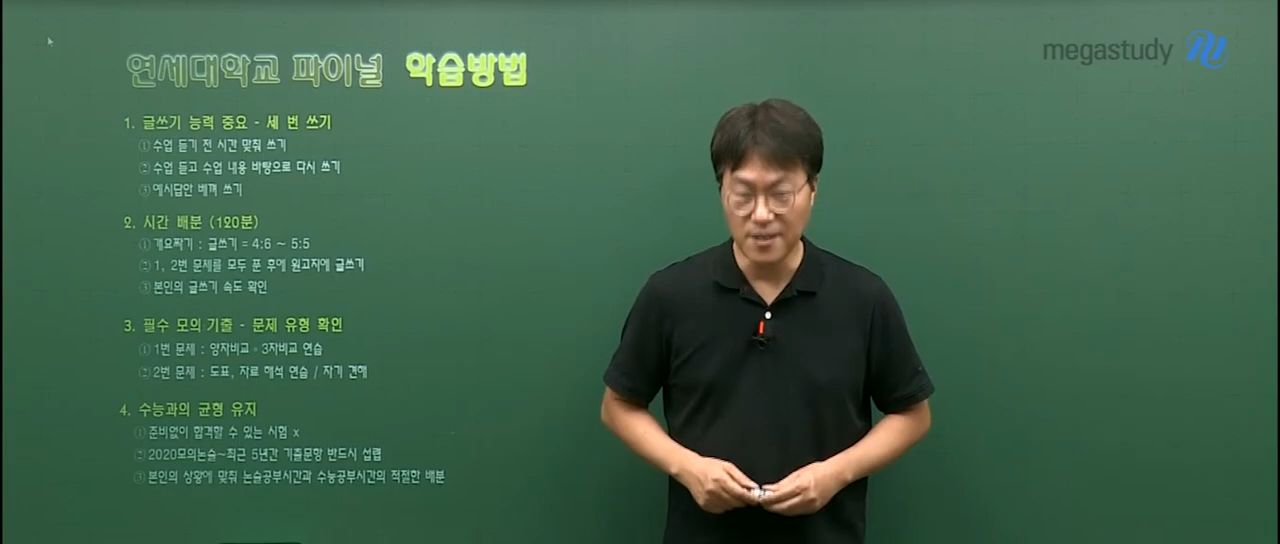 연세대학교 파이널 학습방법
megastudy
1. 글쓰기 능력 중요 - 세 번 쓰기
① 수업 듣기 전 시간 맞춰 쓰기
② 수업 듣고 수업 내용 바탕으로 다시 쓰기
③ 예시답안 베껴 쓰기
2. 시간 배분 (120분)
① 개요짜기 : 글쓰기 = 4:6 ~ 5:5
② 1, 2번 문제를 모두 푼 후에 원고지에 글쓰기
③ 본인의 글쓰기 속도 확인
3. 필수 모의 기출 - 문제 유형 확인
① 1번 문제 : 양자비교 · 3자비교 연습
② 2번 문제 : 도표, 자료 해석 연습 / 자기 견해
4. 수능과의 균형 유지
① 준비없이 합격할 수 있는 시험 x
② 2020모의논술~최근 5년간 기출문항 반드시 섭렵
③ 본인의 상황에 맞춰 논술공부시간과 수능공부시간의 적절한 배분